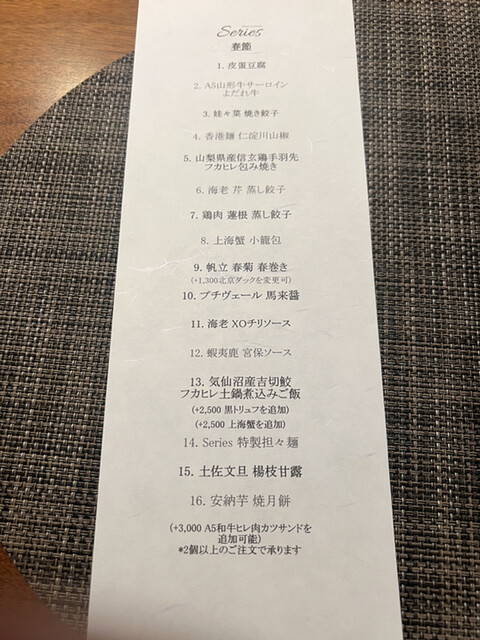 Series
春節
1. 皮蛋豆腐
2. A5山形牛サーロイン
よだれ牛
3. 娃々菜 焼き餃子
4. 香港麺 仁淀川山椒
5. 山梨県産信玄鶏手羽先
フカヒレ包み焼き
6. 海老 芹 蒸し餃子
7. 鶏肉 蓮根 蒸し餃子
8. 上海蟹 小龍包
9. 帆立 春菊 春巻き
(+1,300北京ダックを変更可)
10. プチヴェール 馬来醤
11. 海老 XOチリソース
12. 蝦夷鹿 宮保ソース
13. 気仙沼産吉切鮫
フカヒレ土鍋煮込みご飯
(+2,500 黒トリュフを追加)
(+2,500 上海蟹を追加)
14. Series 特製担々麺
15. 土佐文旦 楊枝甘露
16. 安納芋 焼月餅
(+3,000 A5和牛ヒレ肉カツサンドを
追加可能)
*2個以上のご注文で承ります